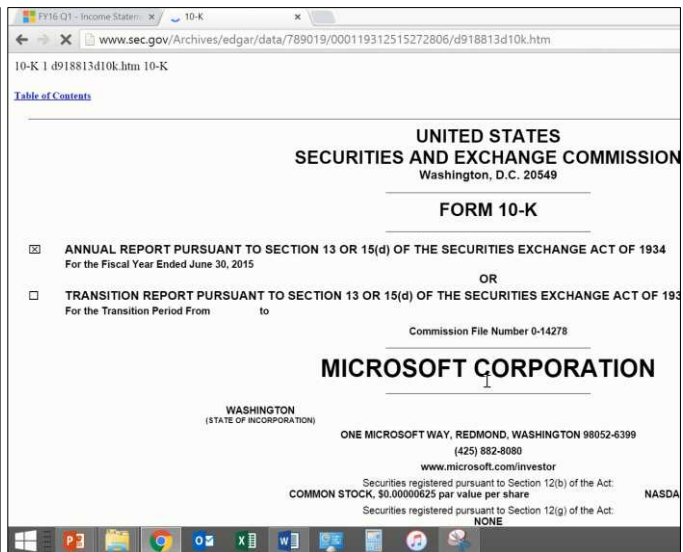 FY16 Q1 - Income Statem
10-K
www.sec.gov/Archives/edgar/data/789019/000119312515272806/d918813d10k.htm
10-K 1 d918813d10k.htm 10-K
Table of Contents
UNITED STATES
SECURITIES AND EXCHANGE COMMISSION
Washington, D.C. 20549
FORM 10-K
☒ ANNUAL REPORT PURSUANT TO SECTION 13 OR 15(d) OF THE SECURITIES EXCHANGE ACT OF 1934
For the Fiscal Year Ended June 30, 2015
OR
☐ TRANSITION REPORT PURSUANT TO SECTION 13 OR 15(d) OF THE SECURITIES EXCHANGE ACT OF 193
For the Transition Period From to
Commission File Number 0-14278
MICROSOFT CORPORATION
WASHINGTON
(STATE OF INCORPORATION)
ONE MICROSOFT WAY, REDMOND, WASHINGTON 98052-6399
(425) 882-8080
www.microsoft.com/investor
Securities registered pursuant to Section 12(b) of the Act:
COMMON STOCK, $0.00000625 par value per share NASDA
Securities registered pursuant to Section 12(g) of the Act:
NONE